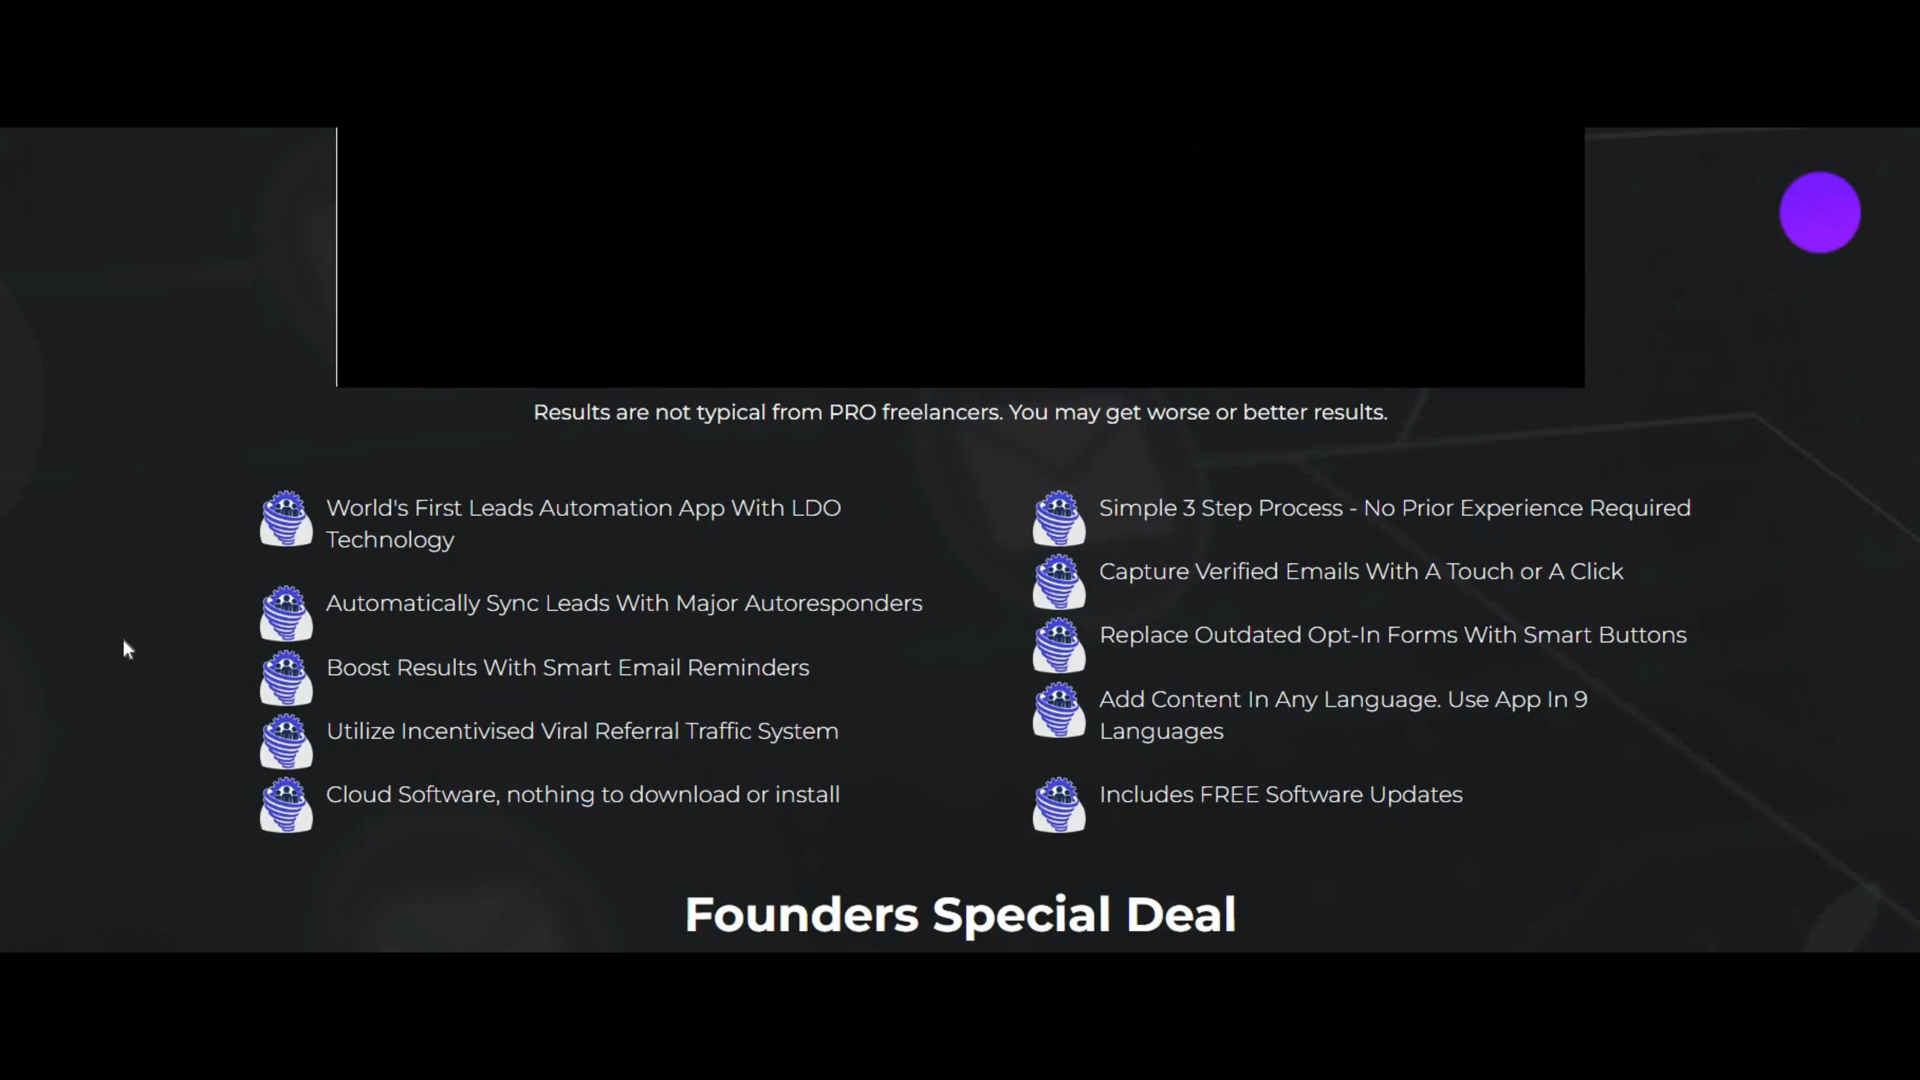 Results are not typical from PRO freelancers. You may get worse or better results.
World's First Leads Automation App With LDO
Technology
Automatically Sync Leads With Major Autoresponders
Boost Results With Smart Email Reminders
Utilize Incentivised Viral Referral Traffic System
Cloud Software, nothing to download or install
Simple 3 Step Process - No Prior Experience Required
Capture Verified Emails With A Touch or A Click
Replace Outdated Opt-In Forms With Smart Buttons
Add Content In Any Language. Use App In 9
Languages
Includes FREE Software Updates
Founders Special Deal